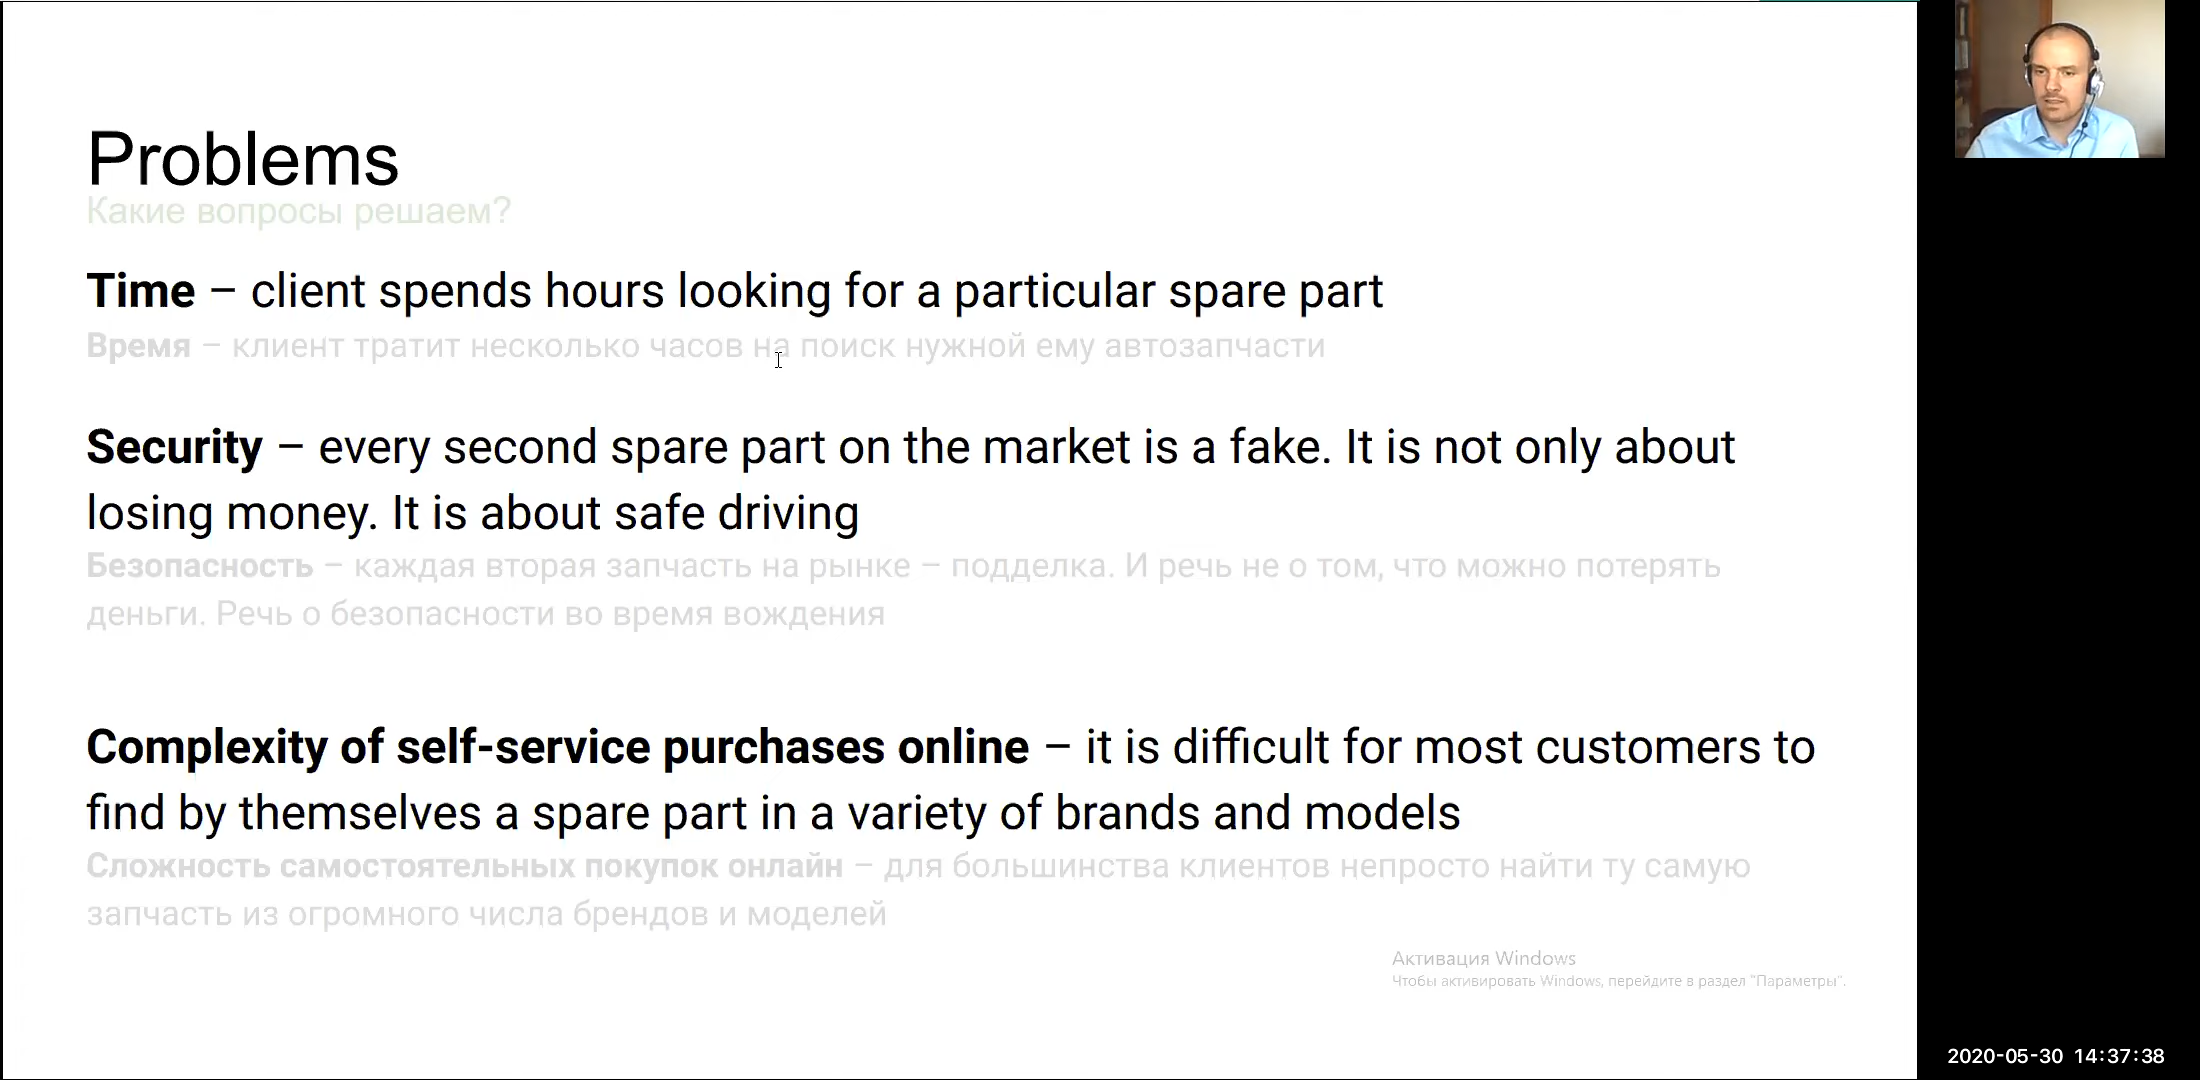 Problems
Какие вопросы решаем?
Time – client spends hours looking for a particular spare part
Время – клиент тратит несколько часов на поиск нужной ему автозапчасти
Security – every second spare part on the market is a fake. It is not only about
losing money. It is about safe driving
Безопасность – каждая вторая запчасть на рынке – подделка. И речь не о том, что можно потерять
деньги. Речь о безопасности во время вождения
Complexity of self-service purchases online – it is difficult for most customers to
find by themselves a spare part in a variety of brands and models
Сложность самостоятельных покупок онлайн – для большинства клиентов непросто найти ту самую
запчасть из огромного числа брендов и моделей
Активация Windows
Чтобы активировать Windows, перейдите в раздел "Параметры".
2020-05-30 14:37:38